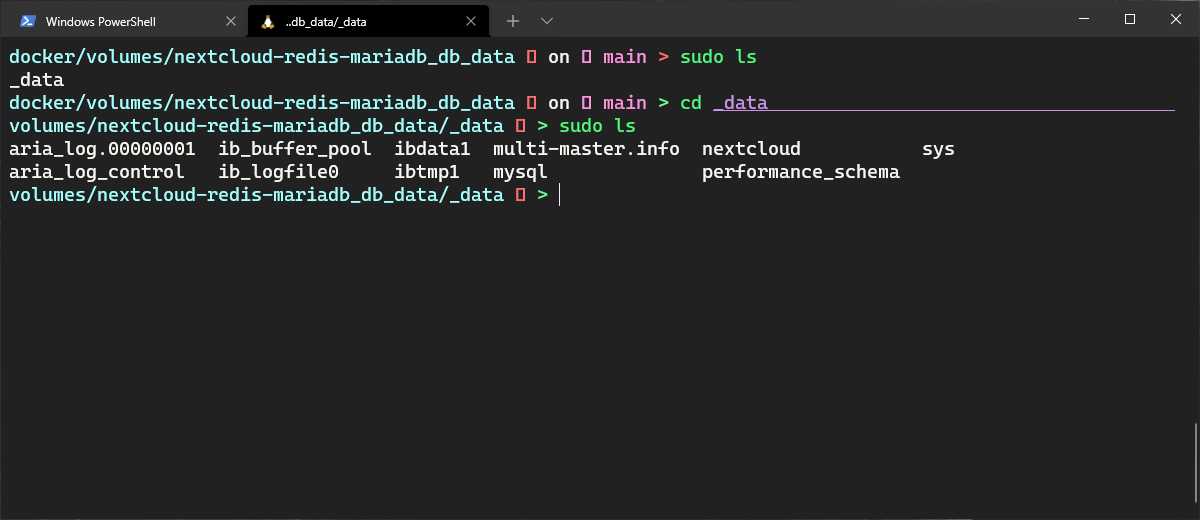 Windows PowerShell
..db_data/_data
docker/volumes/nextcloud-redis-mariadb_db_data on main > sudo ls
_data
docker/volumes/nextcloud-redis-mariadb_db_data on main > cd _data
volumes/nextcloud-redis-mariadb_db_data/_data > sudo ls
aria_log.00000001 ib_buffer_pool ibdata1 multi-master.info nextcloud sys
aria_log_control ib_logfile0 ibtmp1 mysql performance_schema
volumes/nextcloud-redis-mariadb_db_data/_data >